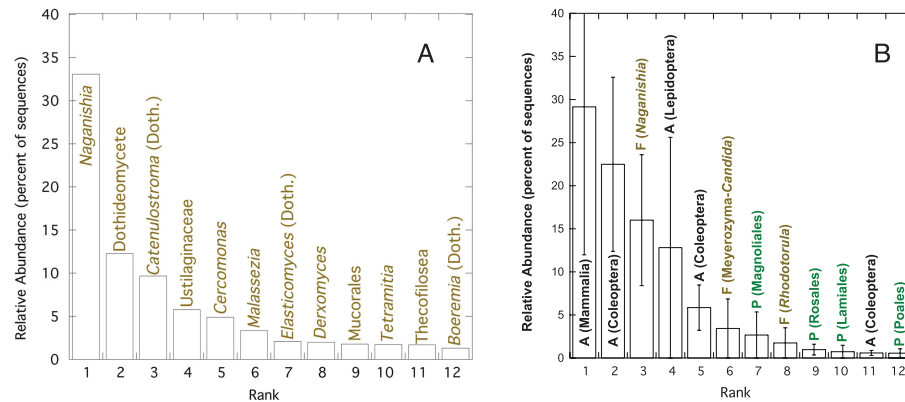 A
Relative Abundance (percent of sequences)
40
35
30
25
20
15
10
5
0
Naganishia
Dothideomycete
Catenulostroma (Doth.)
Ustilaginaceae
Cercomonas
Malassezia
Elasticomyces (Doth.)
Derxomyces
Mucorales
Tetramitia
Thecofilosea
Boeremia (Doth.)
1 2 3 4 5 6 7 8 9 10 11 12
Rank
B
Relative Abundance (percent of sequences)
40
35
30
25
20
15
10
5
0
A (Mammalia)
A (Coleoptera)
F (Naganishia)
A (Lepidoptera)
A (Coleoptera)
F (Meyerozyma-Candida)
P (Magnoliales)
F (Rhodotorula)
P (Rosales)
P (Lamiales)
A (Coleoptera)
P (Poales)
1 2 3 4 5 6 7 8 9 10 11 12
Rank